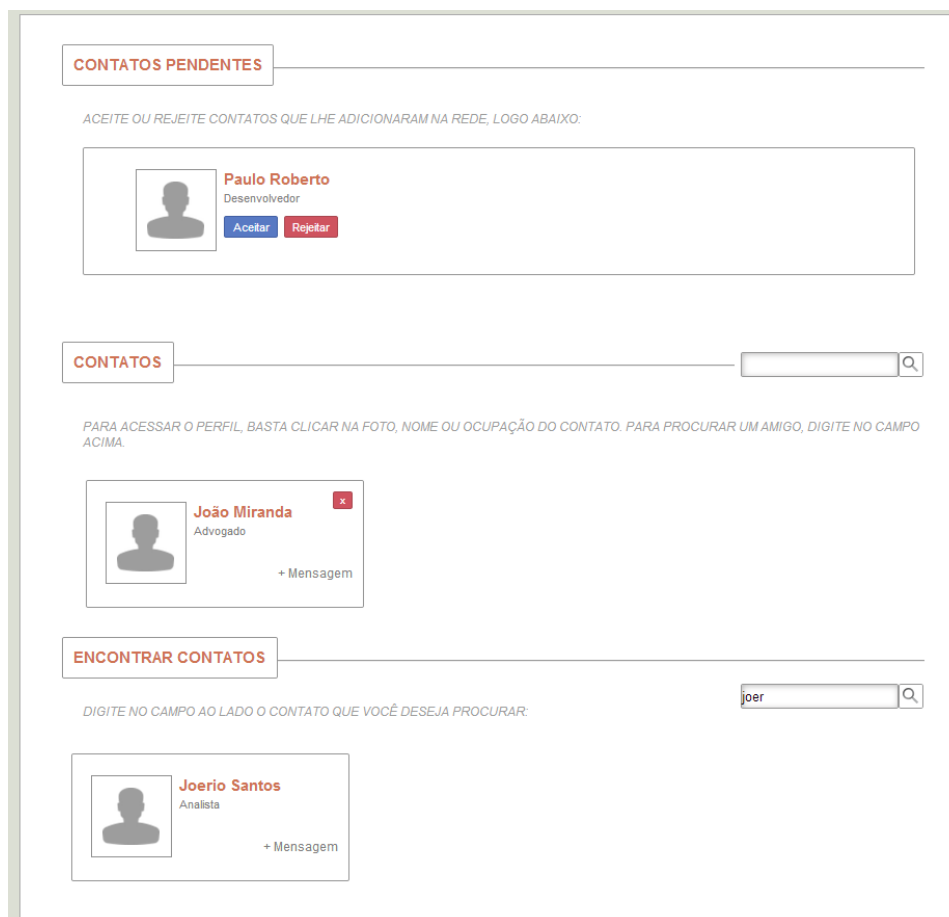 CONTATOS PENDENTES
ACEITE OU REJEITE CONTATOS QUE LHE ADICIONARAM NA REDE, LOGO ABAIXO:
Paulo Roberto
Desenvolvedor
Aceitar Rejeitar
CONTATOS
PARA ACESSAR O PERFIL, BASTA CLICAR NA FOTO, NOME OU OCUPAÇÃO DO CONTATO. PARA PROCURAR UM AMIGO, DIGITE NO CAMPO
ACIMA.
x
João Miranda
Advogado
+ Mensagem
ENCONTRAR CONTATOS
joer
DIGITE NO CAMPO AO LADO O CONTATO QUE VOCÊ DESEJA PROCURAR:
Joerio Santos
Analista
+ Mensagem